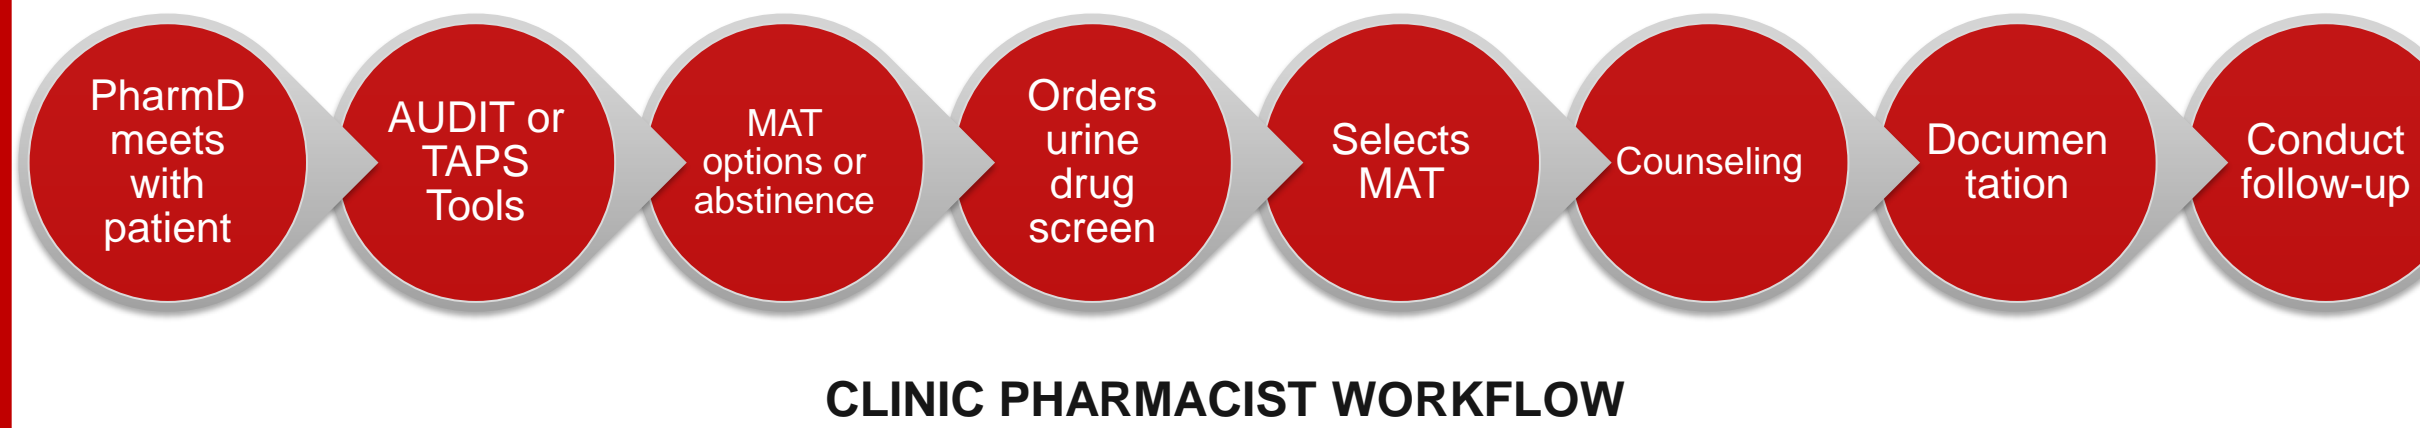 PharmD
meets
with
patient
AUDIT or
TAPS
Tools
MAT
options or
abstinence
Orders
urine
drug
screen
Selects
MAT
Counseling
Documen
tation
Conduct
follow-up
CLINIC PHARMACIST WORKFLOW